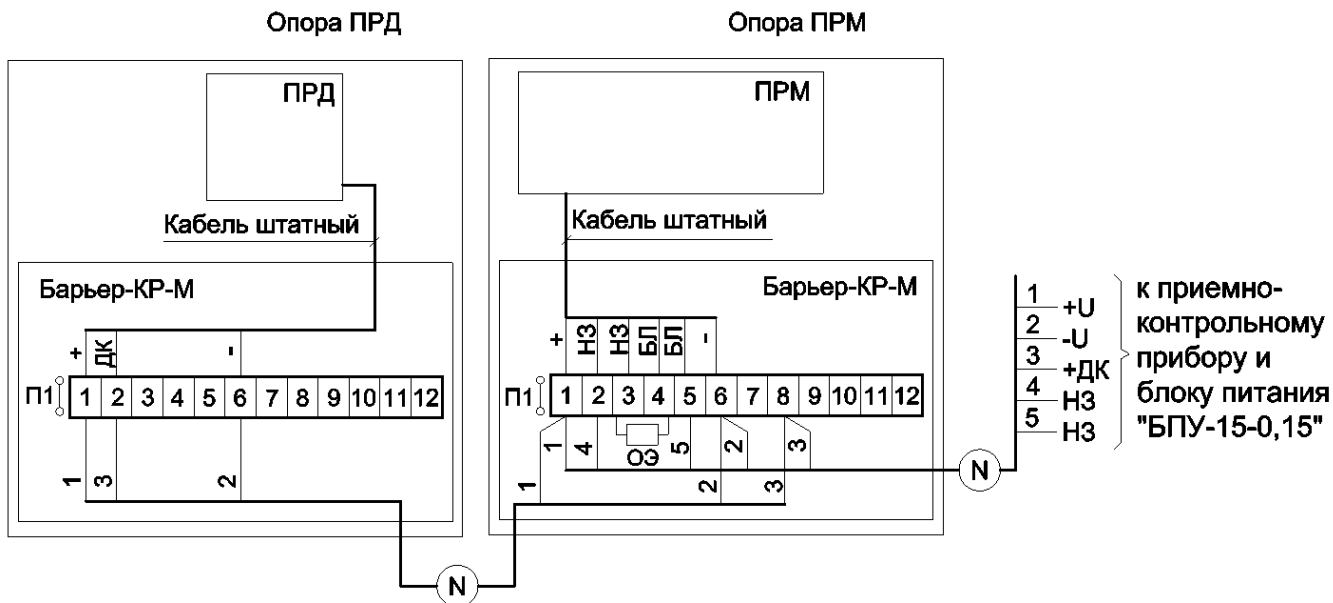 Опора ПРД
Опора ПРМ
ПРД
ПРМ
Кабель штатный
Кабель штатный
Барьер-КР-М
Барьер-КР-М
+ ДК -
+ НЗ НЗ БЛ БЛ -
П1 1 2 3 4 5 6 7 8 9 10 11 12
П1 1 2 3 4 5 6 7 8 9 10 11 12
1 3 2
1 4 ОЭ 5 2 3
1 2 3
N
N
1 +U
2 -U
3 +ДК
4 НЗ
5 НЗ
к приемно-
контрольному
прибору и
блоку питания
"БПУ-15-0,15"